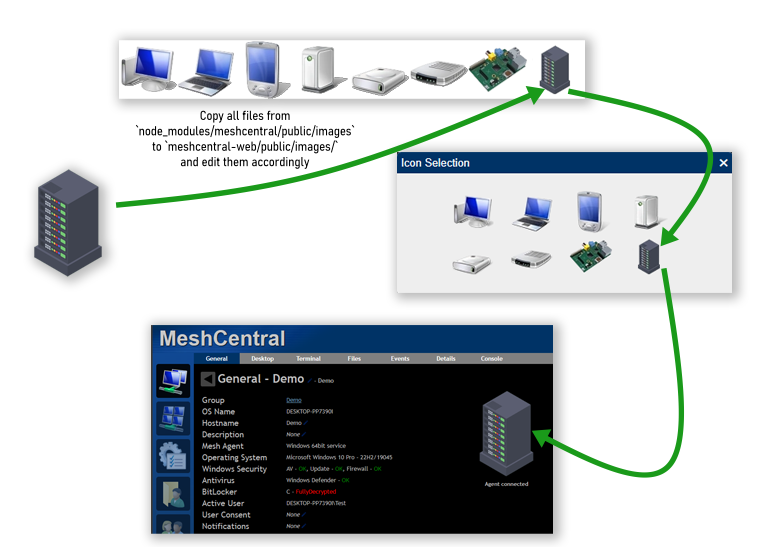 Copy all files from
`node_modules/meshcentral/public/images`
to `meshcentral-web/public/images/`
and edit them accordingly
Icon Selection ×
MeshCentral
General Desktop Terminal Files Events Details Console
General - Demo - Demo
Group Demo
OS Name DESKTOP-PP7390I
Hostname Demo
Description None
Mesh Agent Windows 64bit service
Operating System Microsoft Windows 10 Pro - 22H2/19045
Windows Security AV - OK, Update - OK, Firewall - OK
Antivirus Windows Defender - OK
BitLocker C - FullyDecrypted
Active User DESKTOP-PP7390I\Test
User Consent None
Notifications None
Agent connected